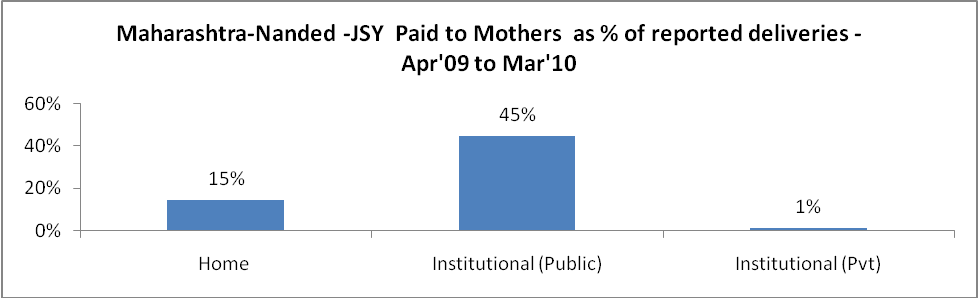 Maharashtra-Nanded -JSY  Paid to Mothers  as % of reported deliveries -
Apr'09 to Mar'10
60%
40%
20%
0%
15%
45%
1%
Home
Institutional (Public)
Institutional (Pvt)